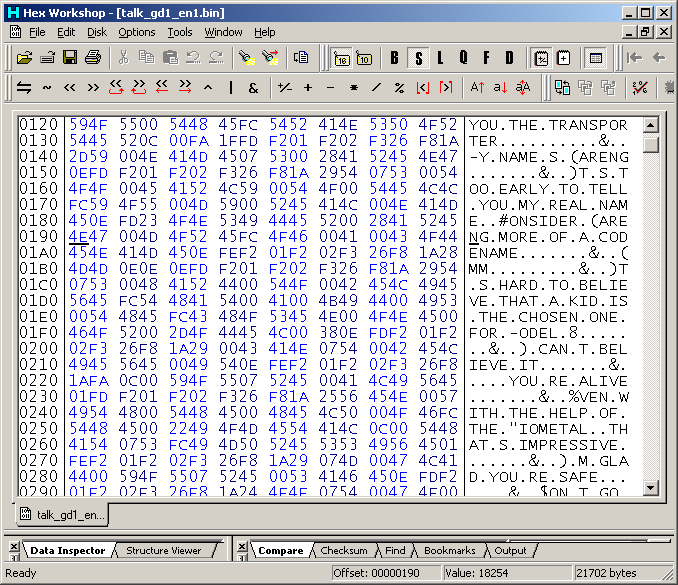 Hex Workshop - [talk_gd1_en1.bin]
File Edit Disk Options Tools Window Help
16 10 B S L Q F D
0120 594F 5500 5448 45FC 5452 414E 5350 4F52 YOU.THE.TRANSPOR
0130 5445 520C 00FA 1FFD F201 F202 F326 F81A TER..........&..
0140 2D59 004E 414D 4507 5300 2841 5245 4E47 -Y.NAME.S.(ARENG
0150 0EFD F201 F202 F326 F81A 2954 0753 0054 .......&..)T.S.T
0160 4F4F 0045 4152 4C59 0054 4F00 5445 4C4C OO.EARLY.TO.TELL
0170 FC59 4F55 004D 5900 5245 414C 004E 414D .YOU.MY.REAL.NAM
0180 450E FD23 4F4E 5349 4445 5200 2841 5245 E..#ONSIDER.(ARE
0190 4E47 004D 4F52 45FC 4F46 0041 0043 4F44 NG.MORE.OF.A.COD
01A0 454E 414D 450E FEF2 01F2 02F3 26F8 1A28 ENAME.......&..(
01B0 4D4D 0E0E 0EFD F201 F202 F326 F81A 2954 MM.........&..)T
01C0 0753 0048 4152 4400 544F 0042 454C 4945 .S.HARD.TO.BELIE
01D0 5645 FC54 4841 5400 4100 4B49 4400 4953 VE.THAT.A.KID.IS
01E0 0054 4845 FC43 484F 5345 4E00 4F4E 4500 .THE.CHOSEN.ONE.
01F0 464F 5200 2D4F 4445 4C00 380E FDF2 01F2 FOR.-ODEL.8.....
0200 02F3 26F8 1A29 0043 414E 0754 0042 454C ..&..).CAN.T.BEL
0210 4945 5645 0049 540E FEF2 01F2 02F3 26F8 IEVE.IT.......&.
0220 1AFA 0C00 594F 5507 5245 0041 4C49 5645 ....YOU.RE.ALIVE
0230 01FD F201 F202 F326 F81A 2556 454E 0057 .......&..%VEN.W
0240 4954 4800 5448 4500 4845 4C50 004F 46FC ITH.THE.HELP.OF.
0250 5448 4500 2249 4F4D 4554 414C 0C00 5448 THE."IOMETAL..TH
0260 4154 0753 FC49 4D50 5245 5353 4956 4501 AT.S.IMPRESSIVE.
0270 FEF2 01F2 02F3 26F8 1A29 074D 0047 4C41 ......&..).M.GLA
0280 4400 594F 5507 5245 0053 4146 450E FDF2 D.YOU.RE.SAFE...
0290 01F2 02F3 26F8 1A24 4F4E 0754 0047 4F00 ....&..$ON.T.GO.
talk_gd1_en...
Data Inspector Structure Viewer Compare Checksum Find Bookmarks Output
Ready Offset: 00000190 Value: 18254 21702 bytes